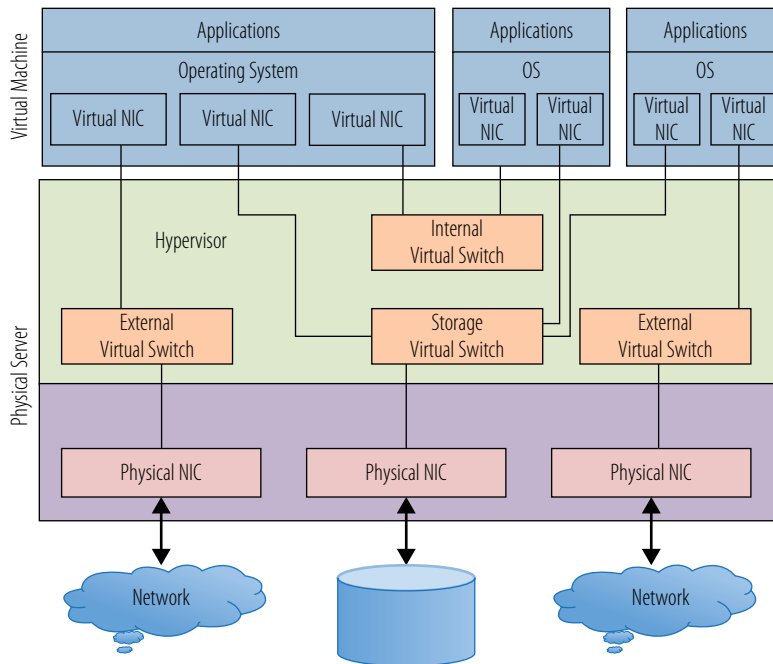 Virtual Machine
Applications
Operating System
Virtual NIC
Virtual NIC
Virtual NIC
Applications
OS
Virtual
NIC
Virtual
NIC
Applications
OS
Virtual
NIC
Virtual
NIC
Physical Server
Hypervisor
Internal
Virtual Switch
External
Virtual Switch
Storage
Virtual Switch
External
Virtual Switch
Physical NIC
Physical NIC
Physical NIC
Network
Network